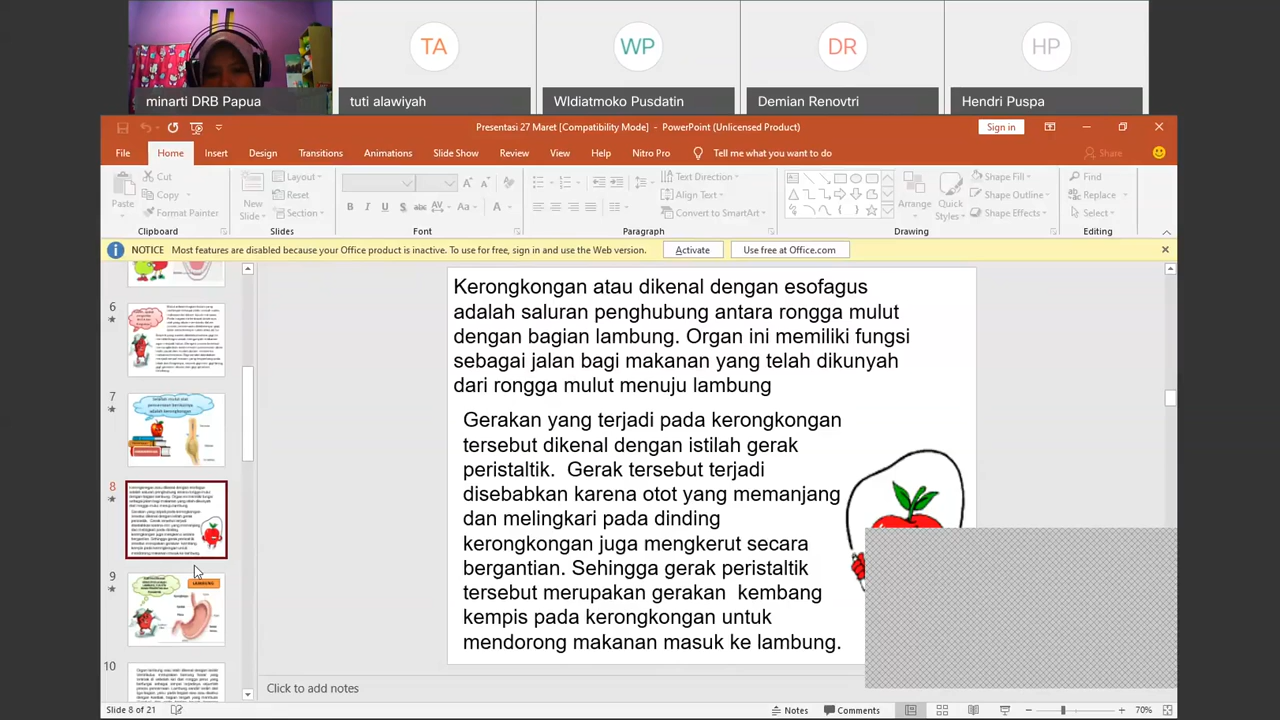 TA
WP
DR
HP
minarti DRB Papua
tuti alawiyah
WIdiatmoko Pusdatin
Demian Renovtri
Hendri Puspa
Presentasi 27 Maret [Compatibility Mode] - PowerPoint (Unlicensed Product)
Sign in
File Home Insert Design Transitions Animations Slide Show Review View Help Nitro Pro Tell me what you want to do Share
Paste
Cut
Copy
Format Painter
Clipboard
New Slide
Layout
Reset
Section
Slides
Font
Text Direction
Align Text
Convert to SmartArt
Paragraph
Arrange
Quick Styles
Shape Fill
Shape Outline
Shape Effects
Drawing
Find
Replace
Select
Editing
NOTICE Most features are disabled because your Office product is inactive. To use for free, sign in and use the Web version.
Activate
Use free at Office.com
6
7
8
9
LAMBUNG
10
Kerongkongan atau dikenal dengan esofagus
adalah saluran penghubung antara rongga mulut
dengan bagian lambung. Organ ini memiliki fungsi
sebagai jalan bagi makanan yang telah dikunyah
dari rongga mulut menuju lambung
Gerakan yang terjadi pada kerongkongan
tersebut dikenal dengan istilah gerak
peristaltik. Gerak tersebut terjadi
disebabkan oleh otot yang memanjang
dan mengikat pada dinding
kerongkongan juga mengkerut secara
bergantian. Sehingga gerak peristaltik
tersebut merupakan gerakan kembang
kempis pada kerongkongan untuk
mendorong makanan masuk ke lambung.
Click to add notes
Slide 8 of 21
Notes
Comments
70%